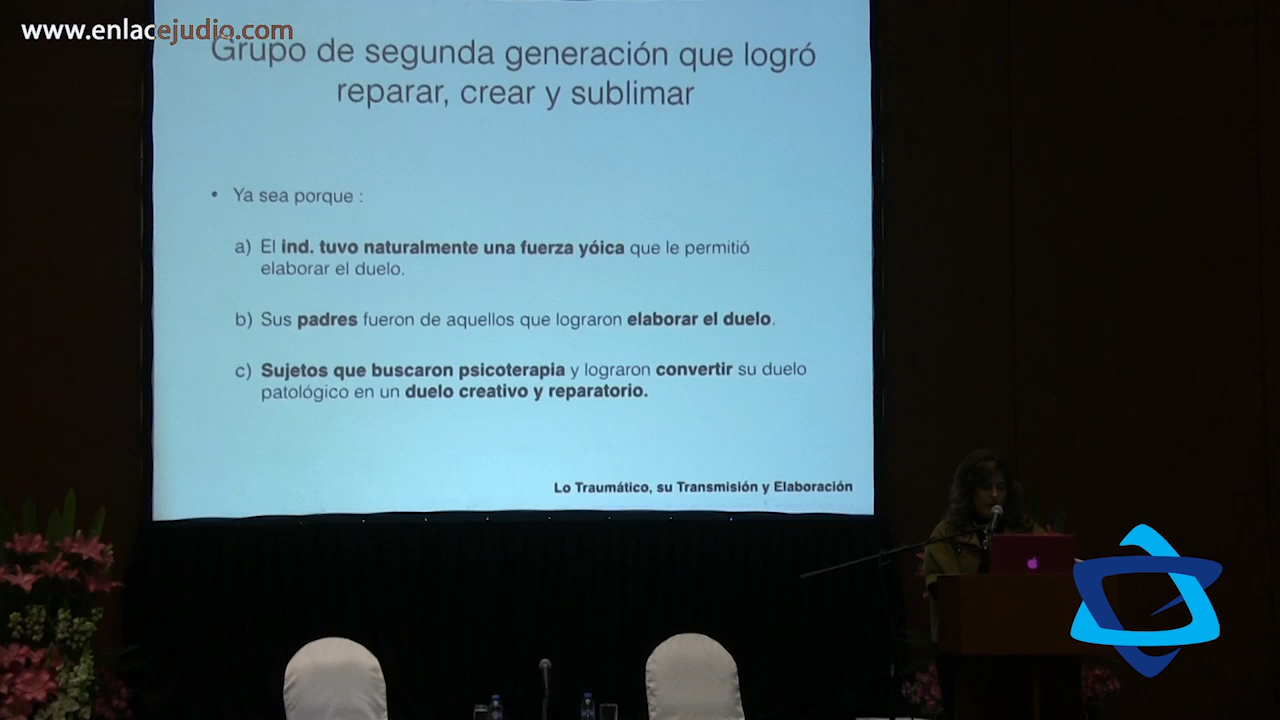 www.enlacejudio.com
Grupo de segunda generación que logró
reparar, crear y sublimar
• Ya sea porque :
a) El ind. tuvo naturalmente una fuerza yóica que le permitió
elaborar el duelo.
b) Sus padres fueron de aquellos que lograron elaborar el duelo.
c) Sujetos que buscaron psicoterapia y lograron convertir su duelo
patológico en un duelo creativo y reparatorio.
Lo Traumático, su Transmisión y Elaboración